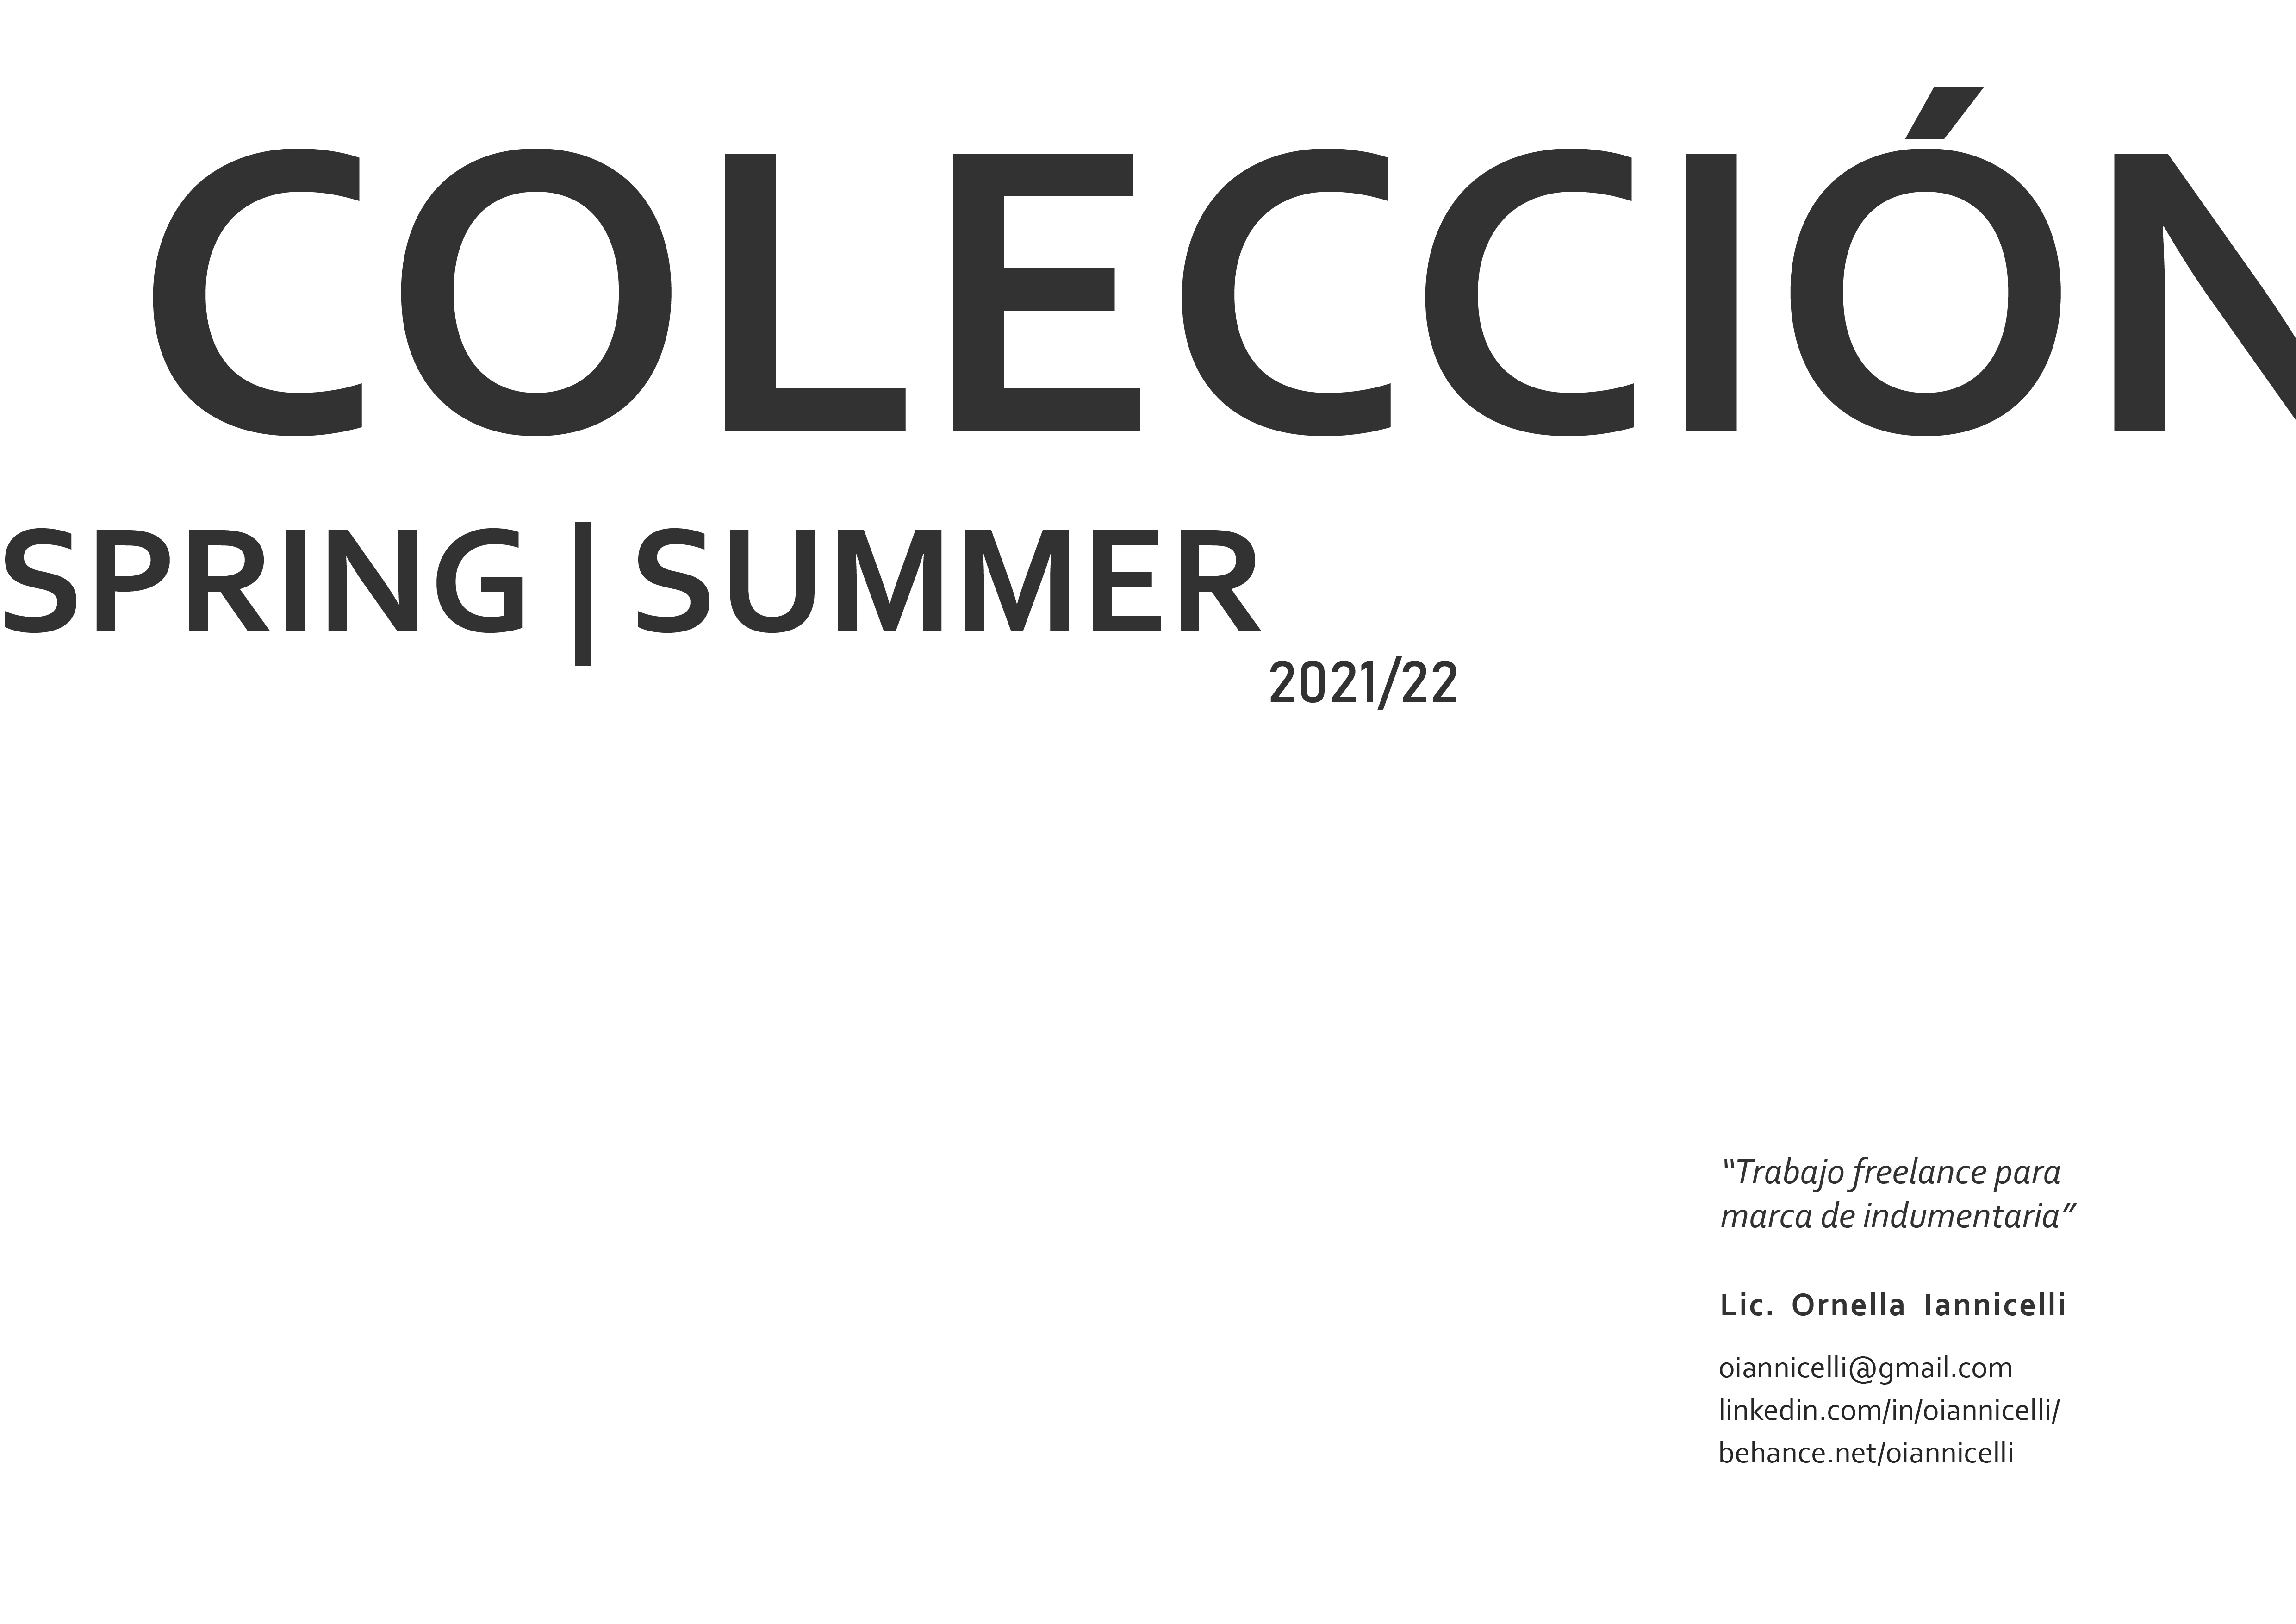 COLECCIÓN
SPRING | SUMMER
2021/22
“Trabajo freelance para
marca de indumentaria”
Lic. Ornella Iannicelli
oiannicelli@gmail.com
linkedin.com/in/oiannicelli/
behance.net/oiannicelli